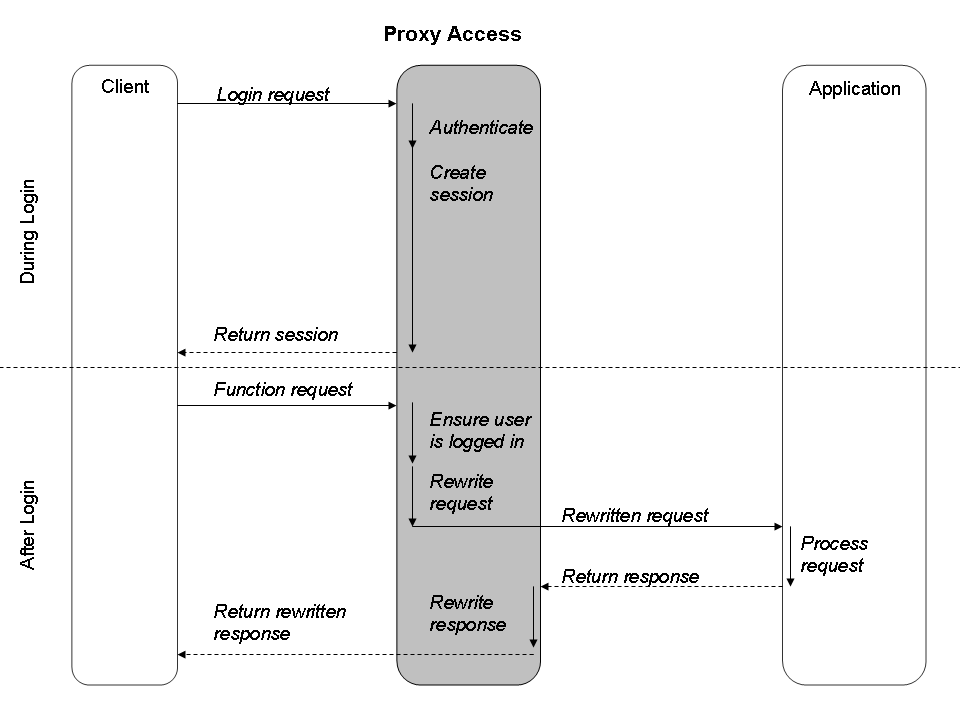 Proxy Access
Client
Application
During Login
Login request
Authenticate
Create
session
Return session
After Login
Function request
Ensure user
is logged in
Rewrite
request
Rewritten request
Process
request
Return response
Rewrite
response
Return rewritten
response